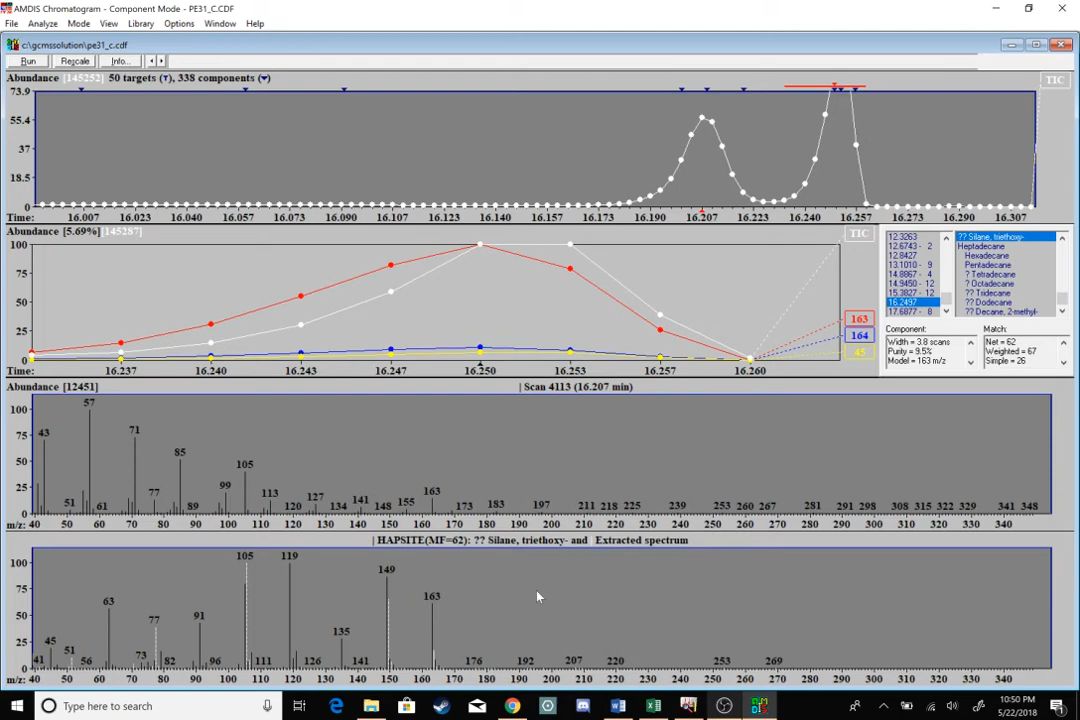 AMDIS Chromatogram - Component Mode - PE31_C.CDF
File Analyze Mode View Library Options Window Help
c:\gcmssolution\pe31_c.cdf
Run Rescale Info...
Abundance [145252] 50 targets (T), 338 components (▼)
TIC
73.9
55.4
37
18.5
0
Time: 16.007 16.023 16.040 16.057 16.073 16.090 16.107 16.123 16.140 16.157 16.173 16.190 16.207 16.223 16.240 16.257 16.273 16.290 16.307
Abundance [5.69%] [145287]
TIC
100
75
50
25
0
163
164
45
Time: 16.237 16.240 16.243 16.247 16.250 16.253 16.257 16.260
12.3263
12.6743 - 2
12.8427
13.1010 - 9
14.8867 - 4
14.9450 - 12
15.3827 - 12
16.2497
17.6877 - 8
?? Silane, triethoxy-
Heptadecane
Hexadecane
Pentadecane
? Tetradecane
? Octadecane
?? Tridecane
?? Dodecane
?? Decane, 2-methyl-
Component:
Width = 3.8 scans
Purity = 9.5%
Model = 163 m/z
Match:
Net = 62
Weighted = 67
Simple = 26
Abundance [12451] | Scan 4113 (16.207 min)
100
75
50
25
0
43 51 57 61 71 77 85 89 99 105 113 120 127 134 141 148 155 163 173 183 197 211 218 225 239 253 260 267 281 291 298 308 315 322 329 341 348
m/z: 40 50 60 70 80 90 100 110 120 130 140 150 160 170 180 190 200 210 220 230 240 250 260 270 280 290 300 310 320 330 340
| HAPSITE(MF=62): ?? Silane, triethoxy- and | Extracted spectrum
100
75
50
25
0
41 45 51 56 63 73 77 82 91 96 105 111 119 126 135 141 149 163 176 192 207 220 253 269
m/z: 40 50 60 70 80 90 100 110 120 130 140 150 160 170 180 190 200 210 220 230 240 250 260 270 280 290 300 310 320 330 340
Type here to search
10:50 PM
5/22/2018